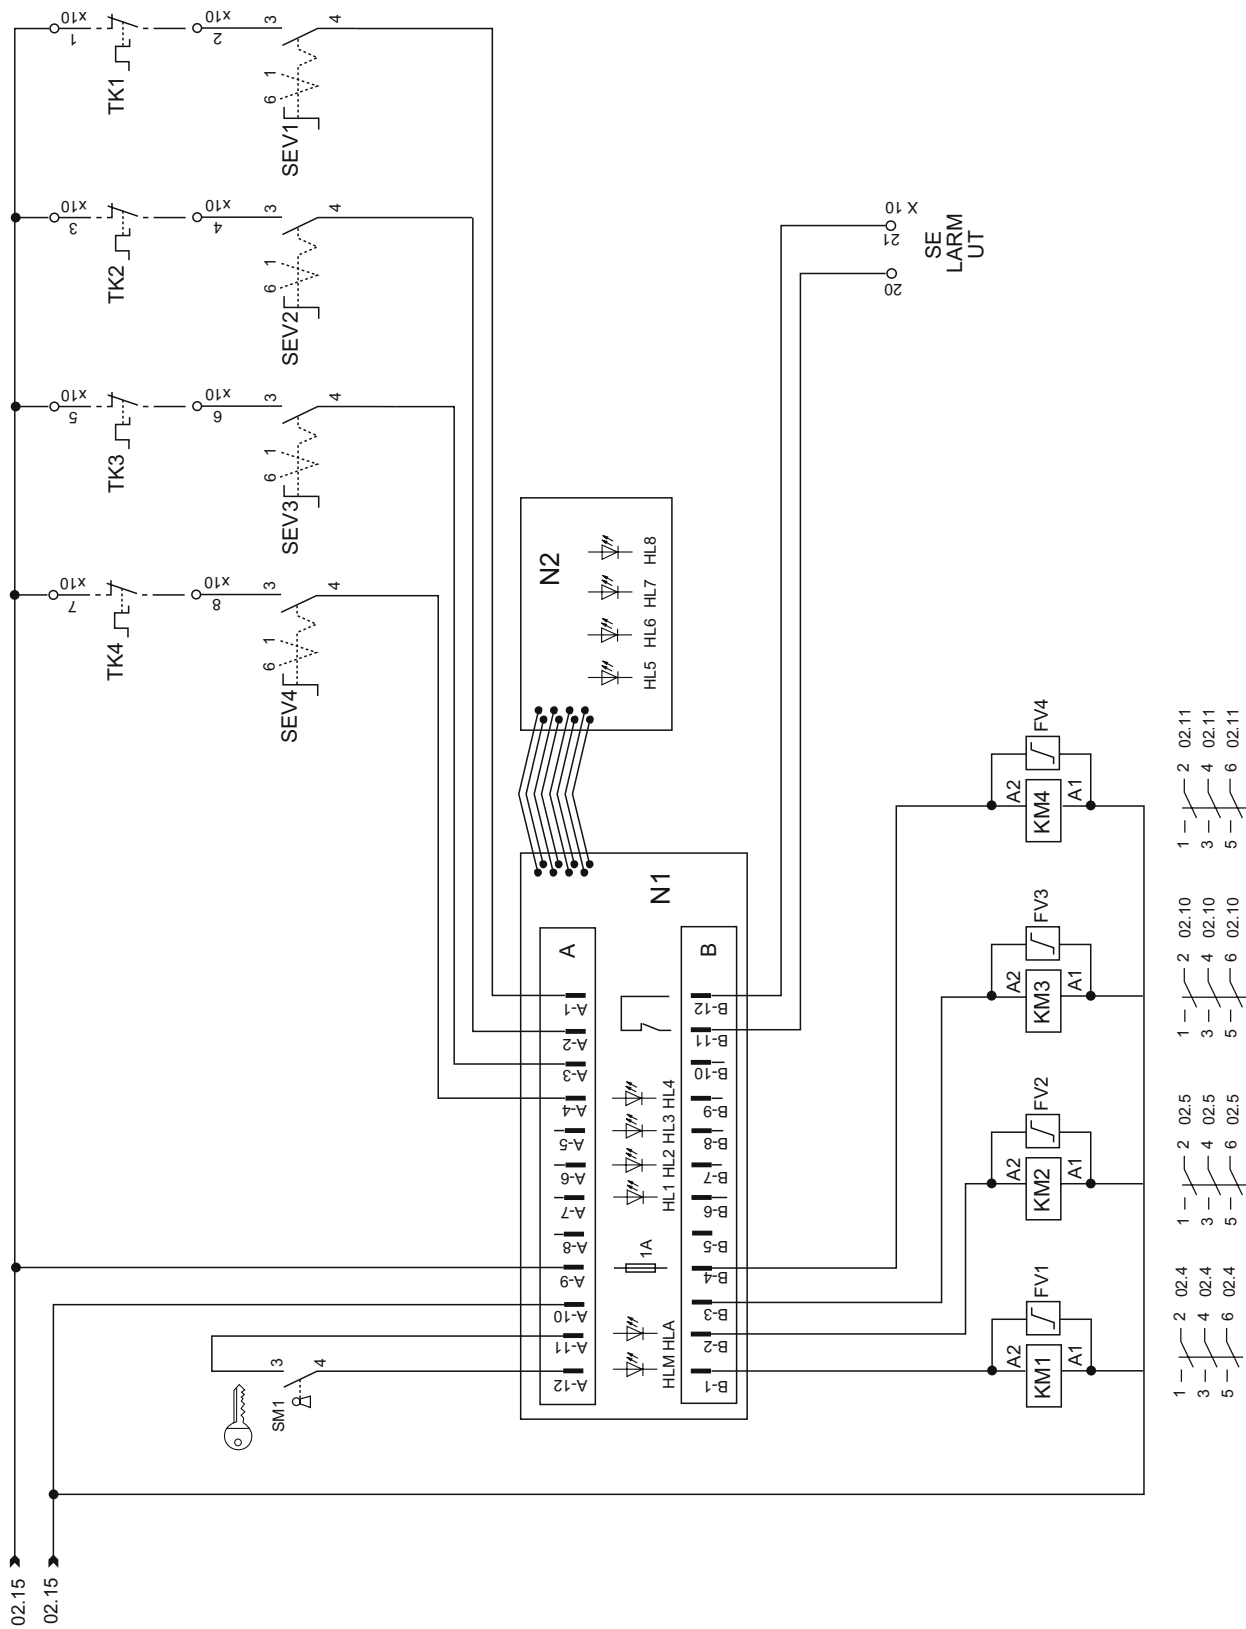 02.15
02.15
1
x10
TK1
2
x10
3
4
1
6
SEV1
3
x10
TK2
4
x10
3
4
1
6
SEV2
5
x10
TK3
6
x10
3
4
1
6
SEV3
7
x10
TK4
8
x10
3
4
1
6
SEV4
SM1
3
4
N2
HL5
HL6
HL7
HL8
N1
A
A-12
A-11
A-10
A-9
A-8
A-7
A-6
A-5
A-4
A-3
A-2
A-1
HLM
HLA
1A
HL1
HL2
HL3
HL4
B
B-1
B-2
B-3
B-4
B-5
B-6
B-7
B-8
B-9
B-10
B-11
B-12
20
21
X 10
SE
LARM
UT
KM1
A2
A1
FV1
KM2
A2
A1
FV2
KM3
A2
A1
FV3
KM4
A2
A1
FV4
1 2 02.4
3 4 02.4
5 6 02.4
1 2 02.5
3 4 02.5
5 6 02.5
1 2 02.10
3 4 02.10
5 6 02.10
1 2 02.11
3 4 02.11
5 6 02.11